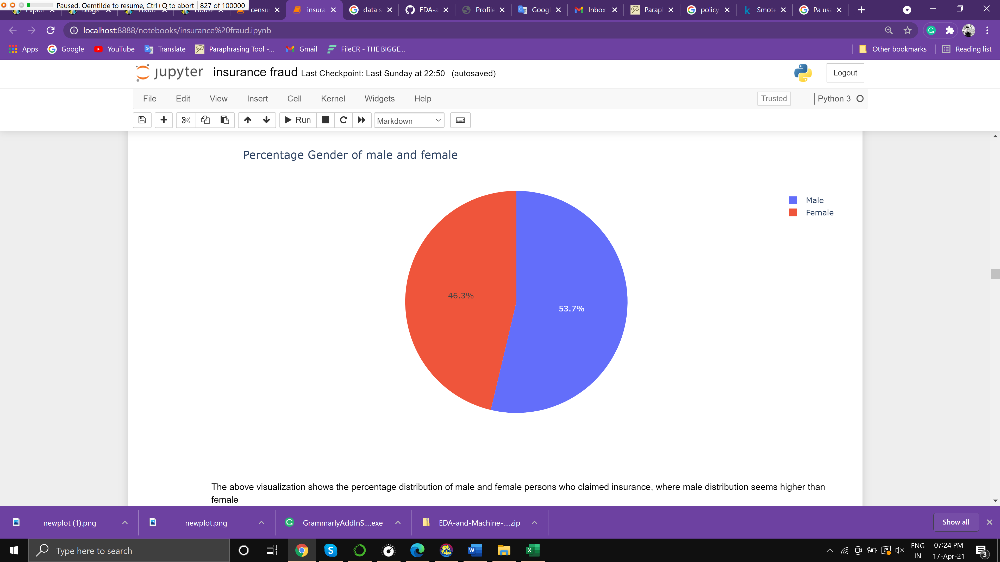 Paused. Oemtilde to resume, Ctrl+Q to abort 827 of 100000
Explor Blogs Fraud House censu insura data s EDA-a Profile Googl Inbox Parap policy Smote Pa usa
localhost:8888/notebooks/insurance%20fraud.ipynb
Apps Google YouTube Translate Paraphrasing Tool -... Gmail FileCR - THE BIGGE... Other bookmarks Reading list
jupyter insurance fraud Last Checkpoint: Last Sunday at 22:50 (autosaved) Logout
File Edit View Insert Cell Kernel Widgets Help Trusted Python 3
Run Markdown
Percentage Gender of male and female
Male
Female
46.3%
53.7%
The above visualization shows the percentage distribution of male and female persons who claimed insurance, where male distribution seems higher than
female
newplot (1).png newplot.png GrammarlyAddInS....exe EDA-and-Machine-....zip Show all
Type here to search
ENG 07:24 PM
IN 17-Apr-21 3